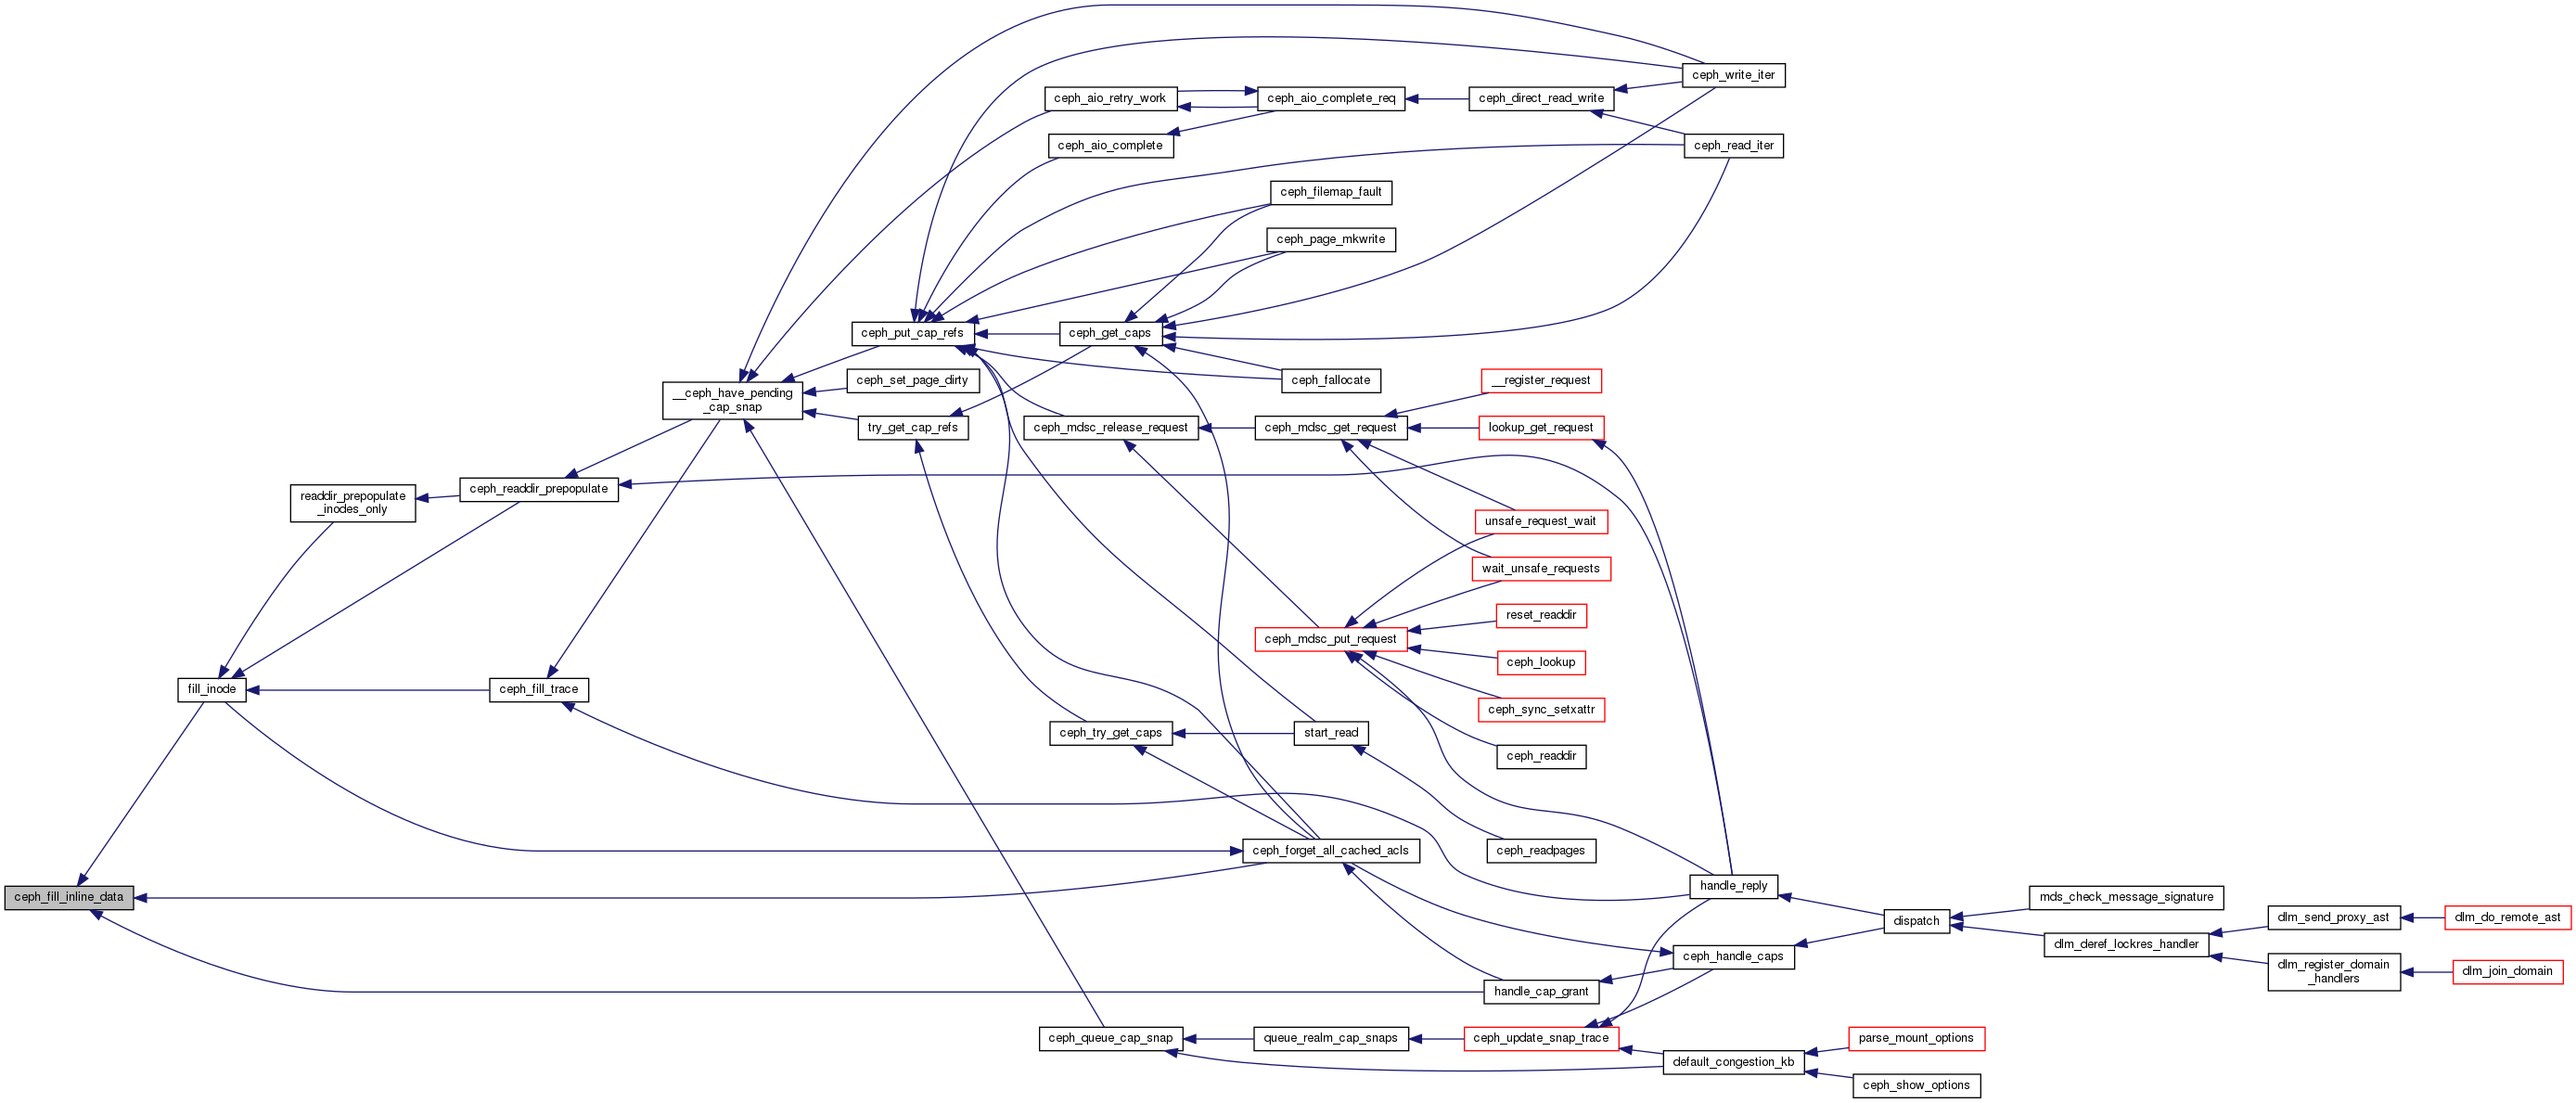 ceph_write_iter
ceph_aio_retry_work
ceph_aio_complete_req
ceph_direct_read_write
ceph_aio_complete
ceph_read_iter
ceph_filemap_fault
ceph_page_mkwrite
ceph_put_cap_refs
ceph_get_caps
ceph_set_page_dirty
ceph_fallocate
__register_request
__ceph_have_pending
_cap_snap
try_get_cap_refs
ceph_mdsc_release_request
ceph_mdsc_get_request
lookup_get_request
ceph_readdir_prepopulate
readdir_prepopulate
_inodes_only
unsafe_request_wait
wait_unsafe_requests
reset_readdir
ceph_mdsc_put_request
ceph_lookup
fill_inode
ceph_fill_trace
ceph_sync_setxattr
ceph_try_get_caps
start_read
ceph_readdir
ceph_forget_all_cached_acls
ceph_readpages
ceph_fill_inline_data
handle_reply
mds_check_message_signature
dispatch
dlm_send_proxy_ast
dlm_do_remote_ast
dlm_deref_lockres_handler
ceph_handle_caps
dlm_register_domain
_handlers
dlm_join_domain
handle_cap_grant
ceph_queue_cap_snap
queue_realm_cap_snaps
ceph_update_snap_trace
parse_mount_options
default_congestion_kb
ceph_show_options